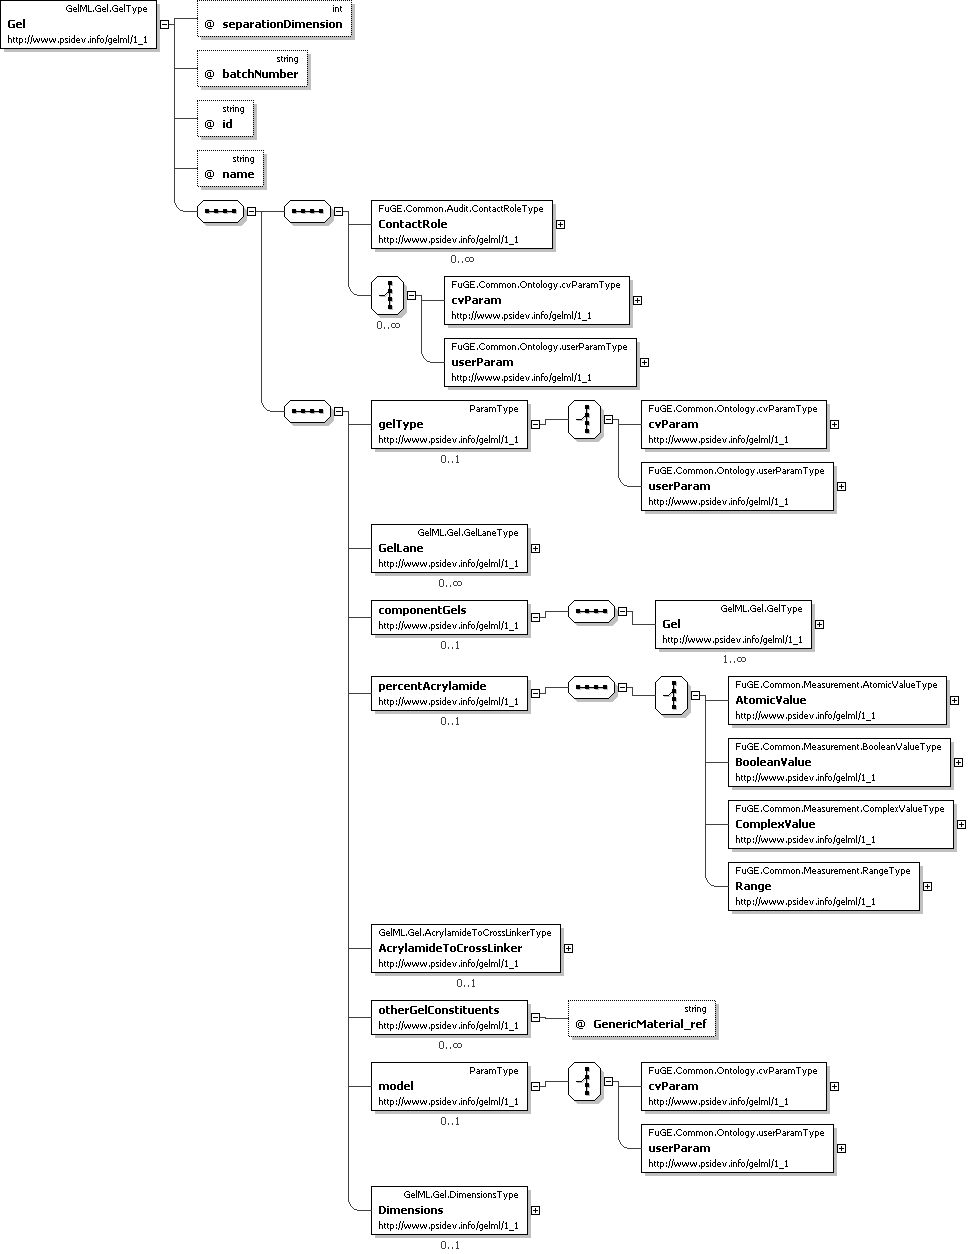 GelML.Gel.GelType
Gel
http://www.psidev.info/gelml/1_1
int
@ separationDimension
string
@ batchNumber
string
@ id
string
@ name
FuGE.Common.Audit.ContactRoleType
ContactRole
http://www.psidev.info/gelml/1_1
0..∞
FuGE.Common.Ontology.cvParamType
cvParam
http://www.psidev.info/gelml/1_1
0..∞
FuGE.Common.Ontology.userParamType
userParam
http://www.psidev.info/gelml/1_1
ParamType
gelType
http://www.psidev.info/gelml/1_1
0..1
FuGE.Common.Ontology.cvParamType
cvParam
http://www.psidev.info/gelml/1_1
FuGE.Common.Ontology.userParamType
userParam
http://www.psidev.info/gelml/1_1
GelML.Gel.GelLaneType
GelLane
http://www.psidev.info/gelml/1_1
0..∞
componentGels
http://www.psidev.info/gelml/1_1
0..1
GelML.Gel.GelType
Gel
http://www.psidev.info/gelml/1_1
1..∞
percentAcrylamide
http://www.psidev.info/gelml/1_1
0..1
FuGE.Common.Measurement.AtomicValueType
AtomicValue
http://www.psidev.info/gelml/1_1
FuGE.Common.Measurement.BooleanValueType
BooleanValue
http://www.psidev.info/gelml/1_1
FuGE.Common.Measurement.ComplexValueType
ComplexValue
http://www.psidev.info/gelml/1_1
FuGE.Common.Measurement.RangeType
Range
http://www.psidev.info/gelml/1_1
GelML.Gel.AcrylamideToCrossLinkerType
AcrylamideToCrossLinker
http://www.psidev.info/gelml/1_1
0..1
otherGelConstituents
http://www.psidev.info/gelml/1_1
0..∞
string
@ GenericMaterial_ref
ParamType
model
http://www.psidev.info/gelml/1_1
0..1
FuGE.Common.Ontology.cvParamType
cvParam
http://www.psidev.info/gelml/1_1
FuGE.Common.Ontology.userParamType
userParam
http://www.psidev.info/gelml/1_1
GelML.Gel.DimensionsType
Dimensions
http://www.psidev.info/gelml/1_1
0..1